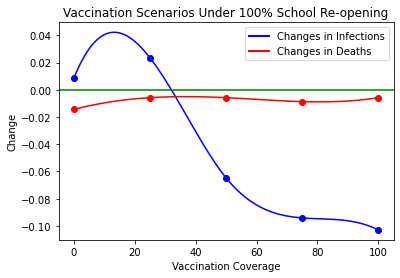 Vaccination Scenarios Under 100% School Re-opening
Changes in Infections
Changes in Deaths
0.04
0.02
0.00
−0.02
−0.04
−0.06
−0.08
−0.10
Change
0 20 40 60 80 100
Vaccination Coverage